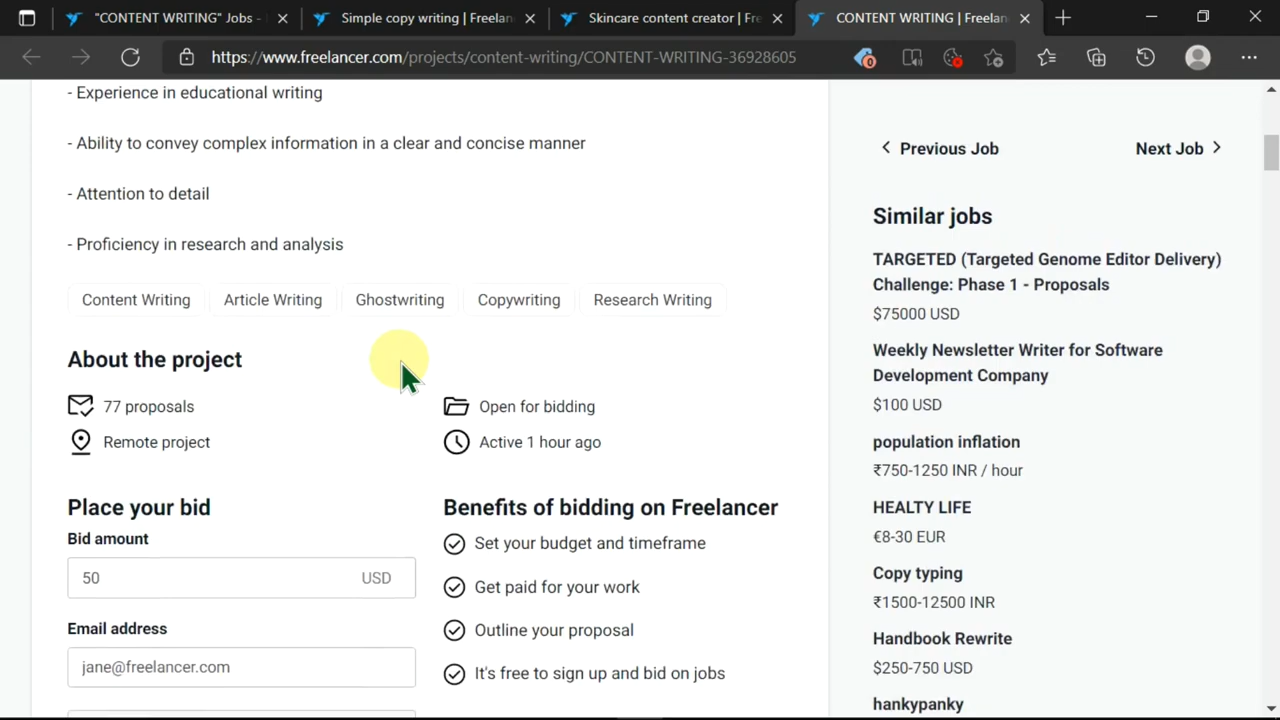 "CONTENT WRITING" Jobs -
Simple copy writing | Freelan
Skincare content creator | Fre
CONTENT WRITING | Freelan
https://www.freelancer.com/projects/content-writing/CONTENT-WRITING-36928605
0
- Experience in educational writing
- Ability to convey complex information in a clear and concise manner
- Attention to detail
- Proficiency in research and analysis
Content Writing
Article Writing
Ghostwriting
Copywriting
Research Writing
About the project
77 proposals
Open for bidding
Remote project
Active 1 hour ago
Place your bid
Bid amount
50
USD
Email address
jane@freelancer.com
Benefits of bidding on Freelancer
Set your budget and timeframe
Get paid for your work
Outline your proposal
It's free to sign up and bid on jobs
Previous Job
Next Job
Similar jobs
TARGETED (Targeted Genome Editor Delivery)
Challenge: Phase 1 - Proposals
$75000 USD
Weekly Newsletter Writer for Software
Development Company
$100 USD
population inflation
₹750-1250 INR / hour
HEALTY LIFE
€8-30 EUR
Copy typing
₹1500-12500 INR
Handbook Rewrite
$250-750 USD
hankypanky